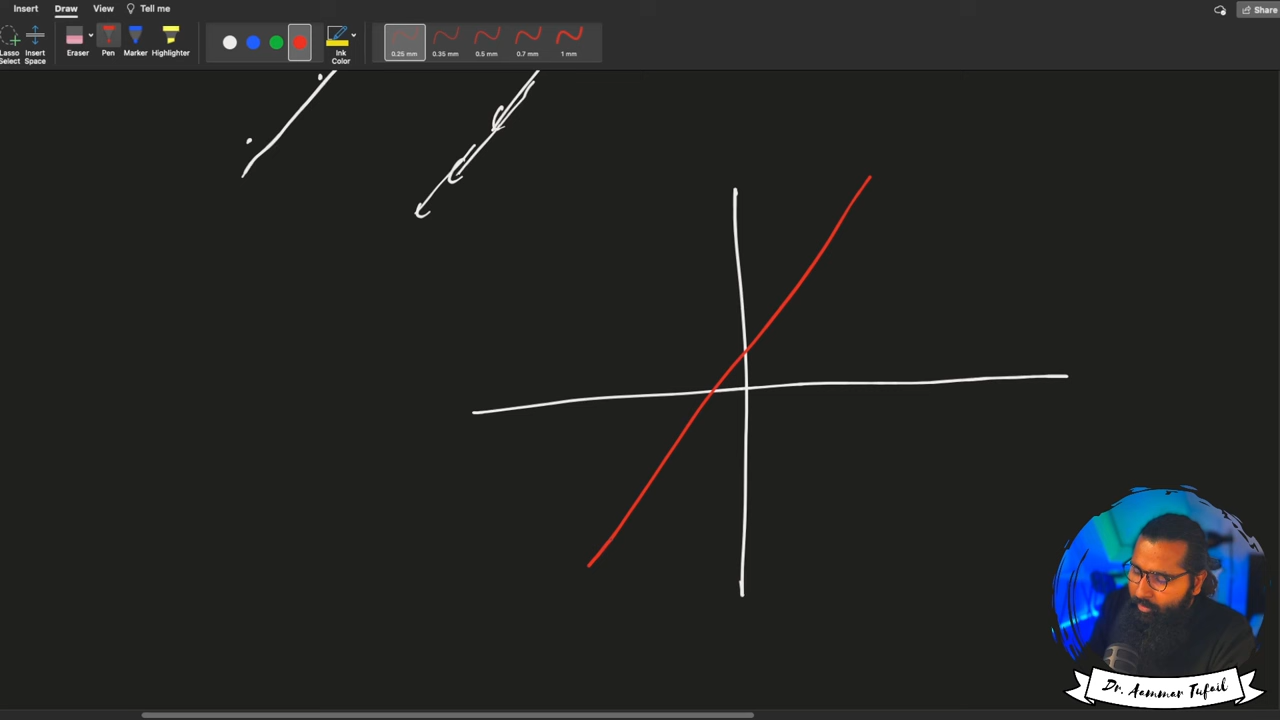 Insert Draw View Tell me Share
Lasso Select
Insert Space
Eraser
Pen
Marker
Highlighter
Ink Color
0.25 mm
0.35 mm
0.5 mm
0.7 mm
1 mm
Dr. Aammar Tufail